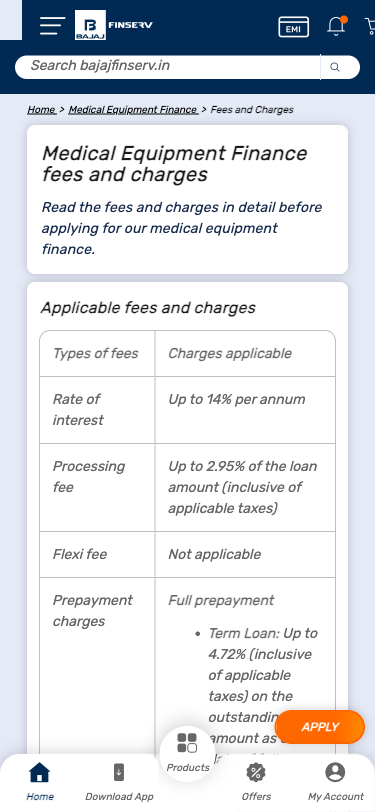 BAJAJ
FINSERV
EMI
Search bajajfinserv.in
Home > Medical Equipment Finance > Fees and Charges
Medical Equipment Finance
fees and charges
Read the fees and charges in detail before
applying for our medical equipment
finance.
Applicable fees and charges
Types of fees
Charges applicable
Rate of
interest
Up to 14% per annum
Processing
fee
Up to 2.95% of the loan
amount (inclusive of
applicable taxes)
Flexi fee
Not applicable
Prepayment
charges
Full prepayment
• Term Loan: Up to
4.72% (inclusive
of applicable
taxes) on the
outstanding
amount as
APPLY
Home
Download App
Products
Offers
My Account